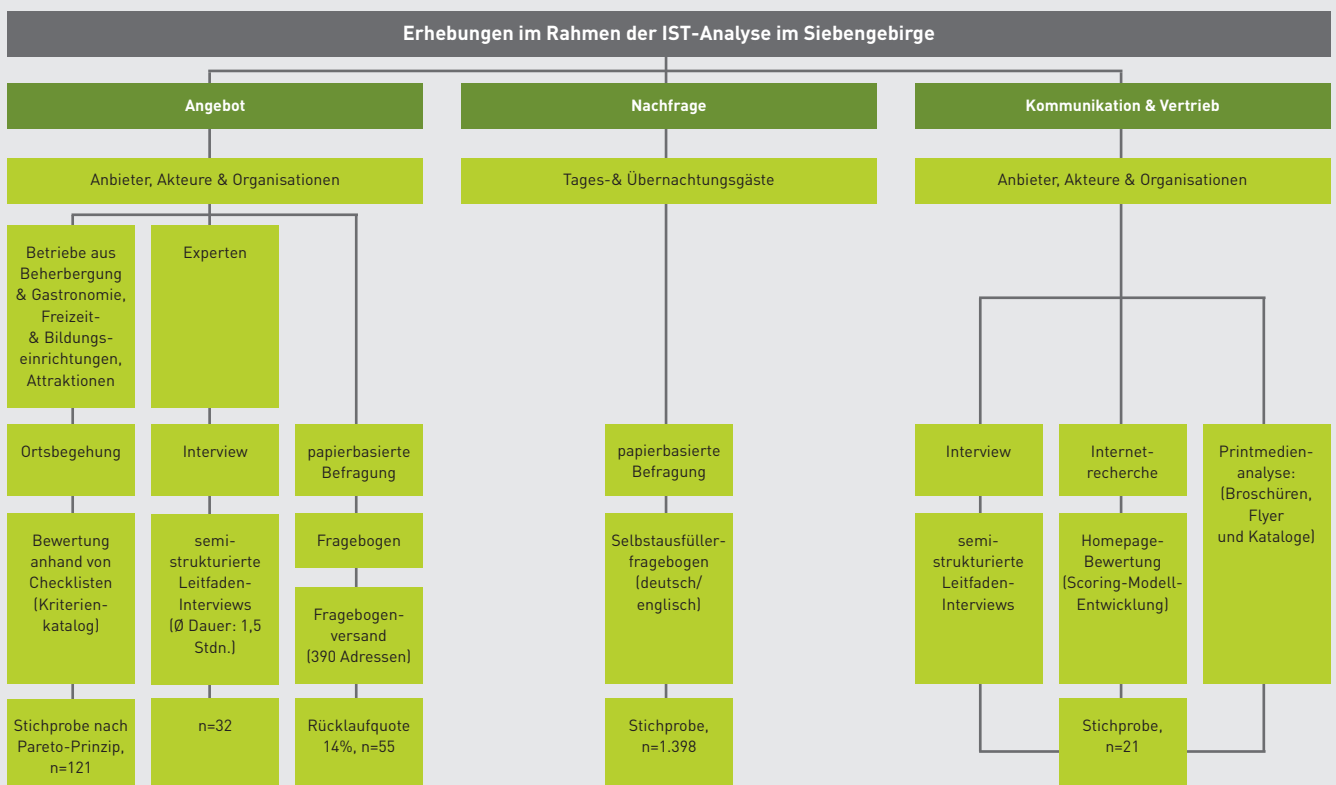 Erhebungen im Rahmen der IST-Analyse im Siebengebirge
Angebot
Anbieter, Akteure & Organisationen
Betriebe aus
Beherbergung
& Gastronomie,
Freizeit-
& Bildungs-
einrichtungen,
Attraktionen
Ortsbegehung
Bewertung
anhand von
Checklisten
(Kriterien-
katalog)
Stichprobe nach
Pareto-Prinzip,
n=121
Experten
Interview
semi-
strukturierte
Leitfaden-
Interviews
(Ø Dauer: 1,5
Stdn.)
n=32
papierbasierte
Befragung
Fragebogen
Fragebogen-
versand
(390 Adressen)
Rücklaufquote
14%, n=55
Nachfrage
Tages-& Übernachtungsgäste
papierbasierte
Befragung
Selbstausfüller-
fragebogen
(deutsch/
englisch)
Stichprobe,
n=1.398
Kommunikation & Vertrieb
Anbieter, Akteure & Organisationen
Interview
semi-
strukturierte
Leitfaden-
Interviews
Internet-
recherche
Homepage-
Bewertung
(Scoring-Modell-
Entwicklung)
Printmedien-
analyse:
(Broschüren,
Flyer
und Kataloge)
Stichprobe,
n=21